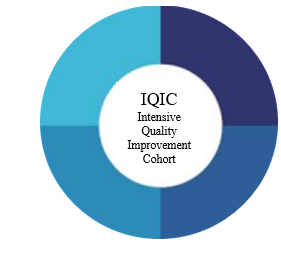 IQIC
Intensive
Quality
Improvement
Cohort